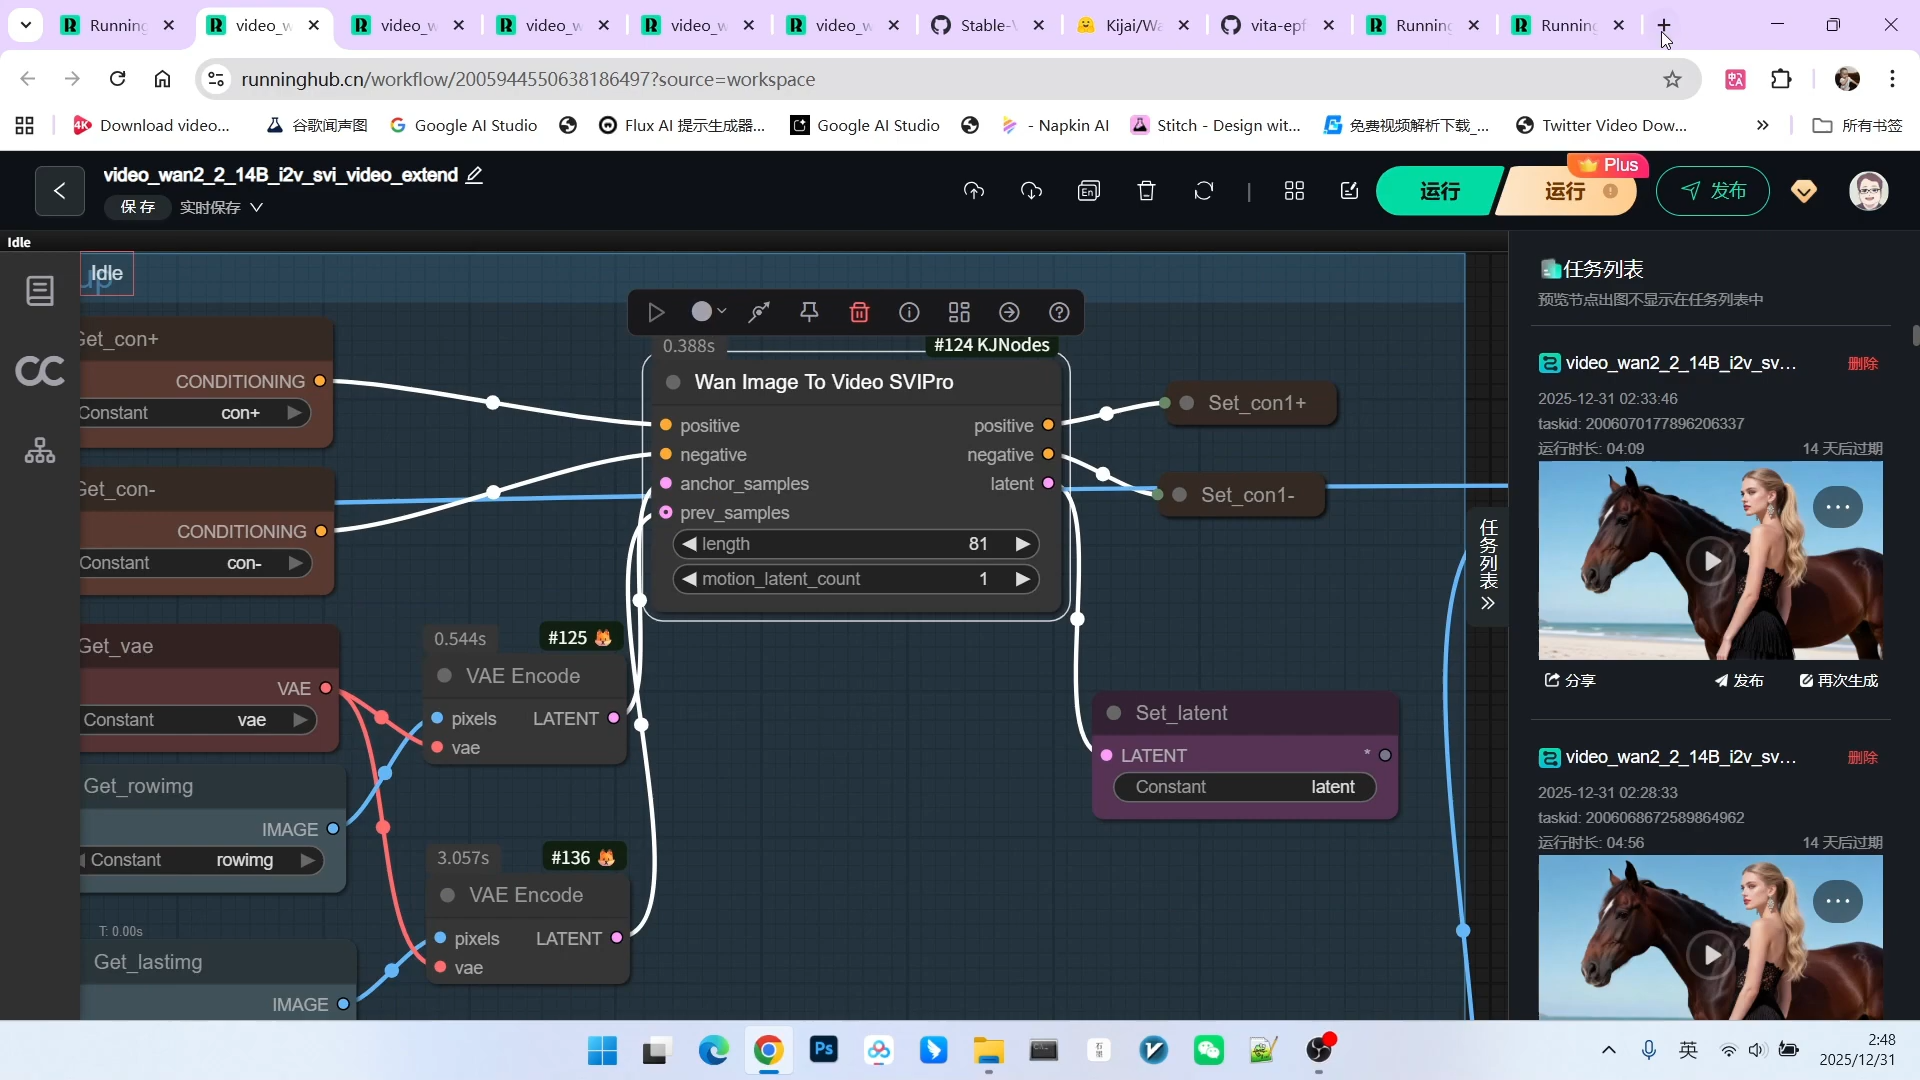 Running
video_w
video_w
video_w
video_w
video_w
Stable-
Kijai/Wa
vita-epf
Running
Running
runninghub.cn/workflow/2005944550638186497?source=workspace
Download video...
谷歌闻声图
Google AI Studio
Flux AI 提示生成器...
Google AI Studio
- Napkin AI
Stitch - Design wit...
免费视频解析下载_...
Twitter Video Dow...
所有书签
video_wan2_2_14B_i2v_svi_video_extend
保存
实时保存
运行
运行
Plus
发布
Idle
Idle
up
Get_con+
CONDITIONING
Constant con+
Get_con-
CONDITIONING
Constant con-
Get_vae
VAE
Constant vae
Get_rowimg
IMAGE
Constant rowimg
T: 0.00s
Get_lastimg
IMAGE
0.544s
#125
VAE Encode
pixels LATENT
vae
3.057s
#136
VAE Encode
pixels LATENT
vae
0.388s
#124 KJNodes
Wan Image To Video SVIPro
positive positive
negative negative
anchor_samples latent
prev_samples
length 81
motion_latent_count 1
Set_con1+
Set_con1-
Set_latent
LATENT *
Constant latent
任务列表
任务列表
预览节点出图不显示在任务列表中
video_wan2_2_14B_i2v_sv...
删除
2025-12-31 02:33:46
taskid: 2006070177896206337
运行时长: 04:09
14 天后过期
分享
发布
再次生成
video_wan2_2_14B_i2v_sv...
删除
2025-12-31 02:28:33
taskid: 2006068672589864962
运行时长: 04:56
14 天后过期
英
2:48
2025/12/31